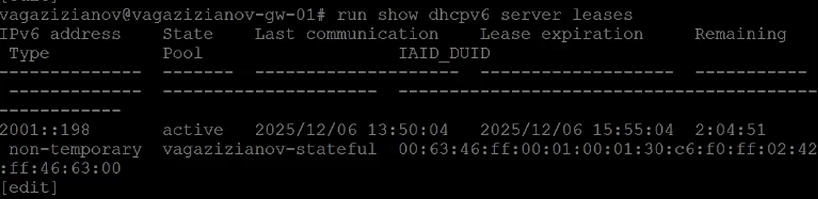 vagazizianov@vagazizianov-gw-01# run show dhcpv6 server leases
IPv6 address  State    Last communication    Lease expiration     Remaining
 Type          Pool                   IAID_DUID
-------------  -------  --------------------  -------------------  -----------
 -------------  ---------------------  -----------------------------------------
------------
2001::198      active   2025/12/06 13:50:04   2025/12/06 15:55:04  2:04:51
 non-temporary  vagazizianov-stateful  00:63:46:ff:00:01:00:01:30:c6:f0:ff:02:42
:ff:46:63:00
[edit]